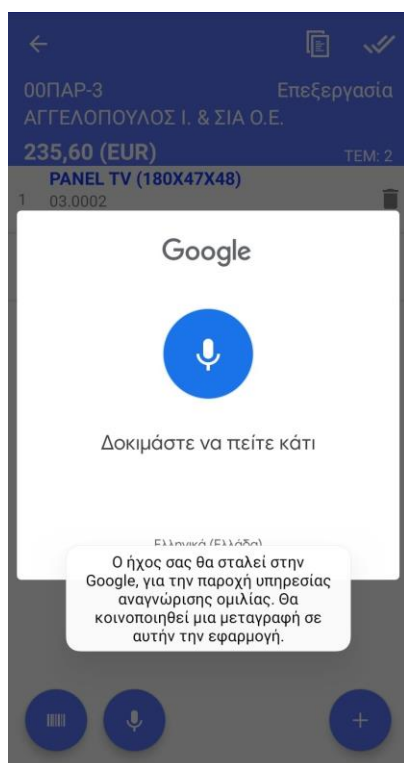 00ΠΑΡ-3 Επεξεργασία
ΑΓΓΕΛΟΠΟΥΛΟΣ Ι. & ΣΙΑ Ο.Ε.
235,60 (EUR) ΤΕΜ: 2
PANEL TV (180X47X48)
1 03.0002
Google
Δοκιμάστε να πείτε κάτι
Ελληνικά (Ελλάδα)
Ο ήχος σας θα σταλεί στην
Google, για την παροχή υπηρεσίας
αναγνώρισης ομιλίας. Θα
κοινοποιηθεί μια μεταγραφή σε
αυτήν την εφαρμογή.